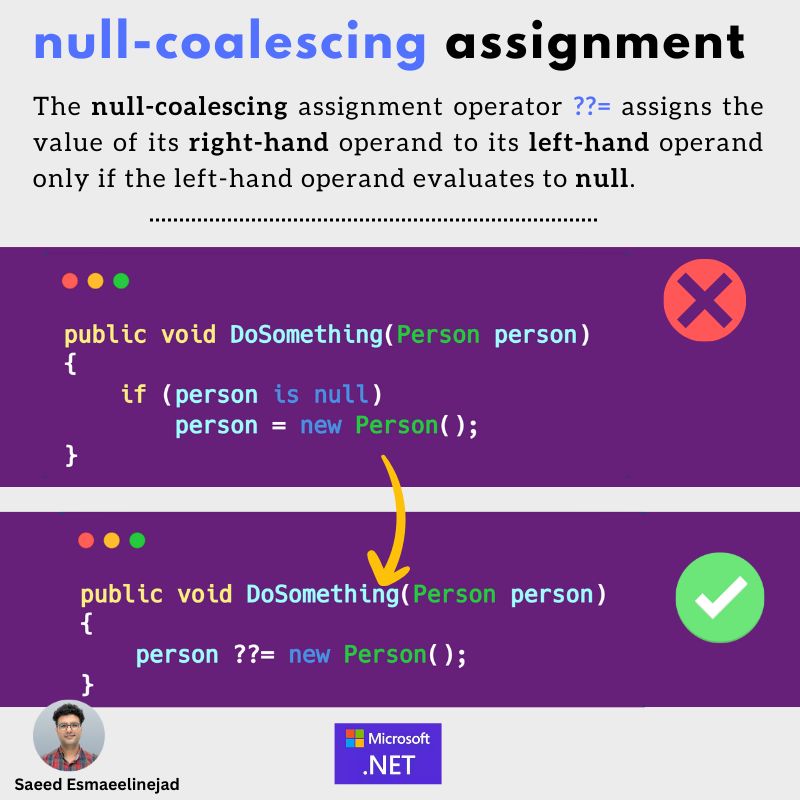 null-coalescing assignment
The null-coalescing assignment operator ??= assigns the
value of its right-hand operand to its left-hand operand
only if the left-hand operand evaluates to null.
public void DoSomething(Person person)
{
    if (person is null)
        person = new Person();
}
public void DoSomething(Person person)
{
    person ??= new Person();
}
Microsoft
.NET
Saeed Esmaeelinejad